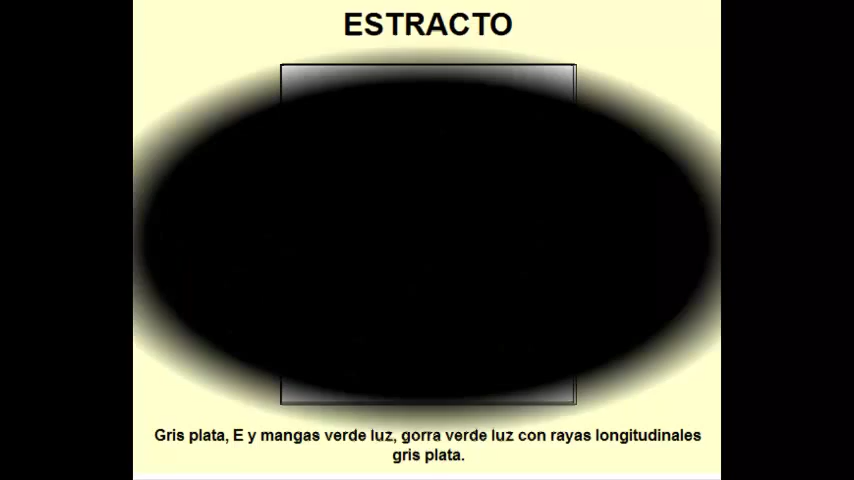 ESTRACTO
Gris plata, E y mangas verde luz, gorra verde luz con rayas longitudinales
gris plata.